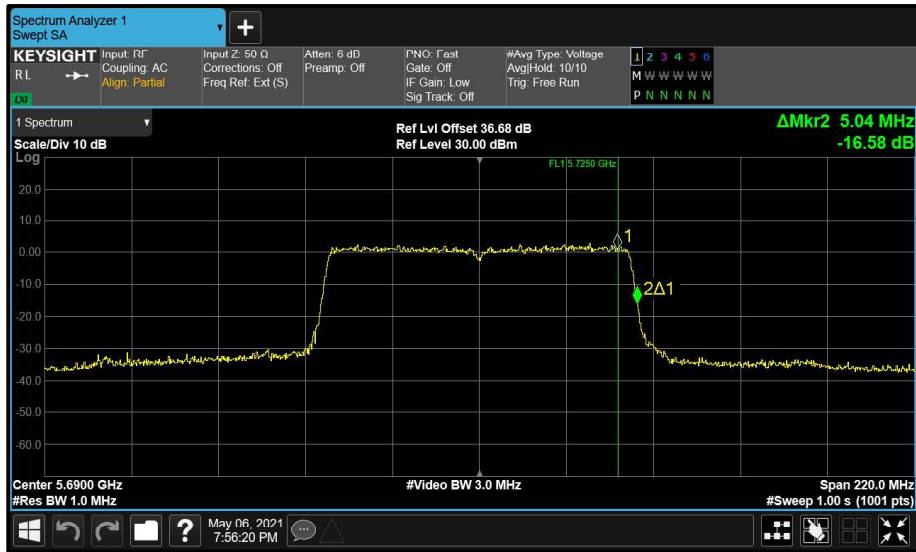 Spectrum Analyzer 1
Swept SA
+
KEYSIGHT
RL
LXI
Input: RF
Coupling: AC
Align: Partial
Input Z: 50 Ω
Corrections: Off
Freq Ref: Ext (S)
Atten: 6 dB
Preamp: Off
PNO: Fast
Gate: Off
IF Gain: Low
Sig Track: Off
#Avg Type: Voltage
Avg|Hold: 10/10
Trig: Free Run
1 2 3 4 5 6
M W W W W W
P N N N N N
1 Spectrum
Scale/Div 10 dB
Ref Lvl Offset 36.68 dB
Ref Level 30.00 dBm
ΔMkr2 5.04 MHz
-16.58 dB
Log
FL1 5.7250 GHz
20.0
10.0
0.00
1
-10.0
2Δ1
-20.0
-30.0
-40.0
-50.0
-60.0
Center 5.6900 GHz
#Video BW 3.0 MHz
Span 220.0 MHz
#Res BW 1.0 MHz
#Sweep 1.00 s (1001 pts)
?
May 06, 2021
7:56:20 PM